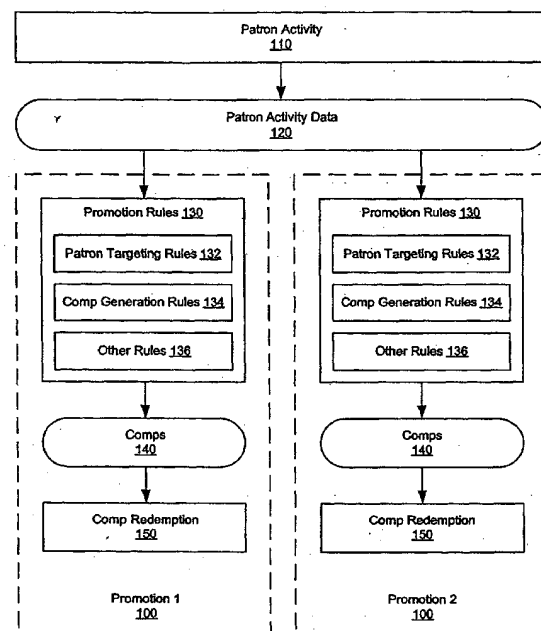 Patron Activity
110
Patron Activity Data
120
Promotion Rules 130
Patron Targeting Rules 132
Comp Generation Rules 134
Other Rules 136
Comps
140
Comp Redemption
150
Promotion 1
100
Promotion Rules 130
Patron Targeting Rules 132
Comp Generation Rules 134
Other Rules 136
Comps
140
Comp Redemption
150
Promotion 2
100